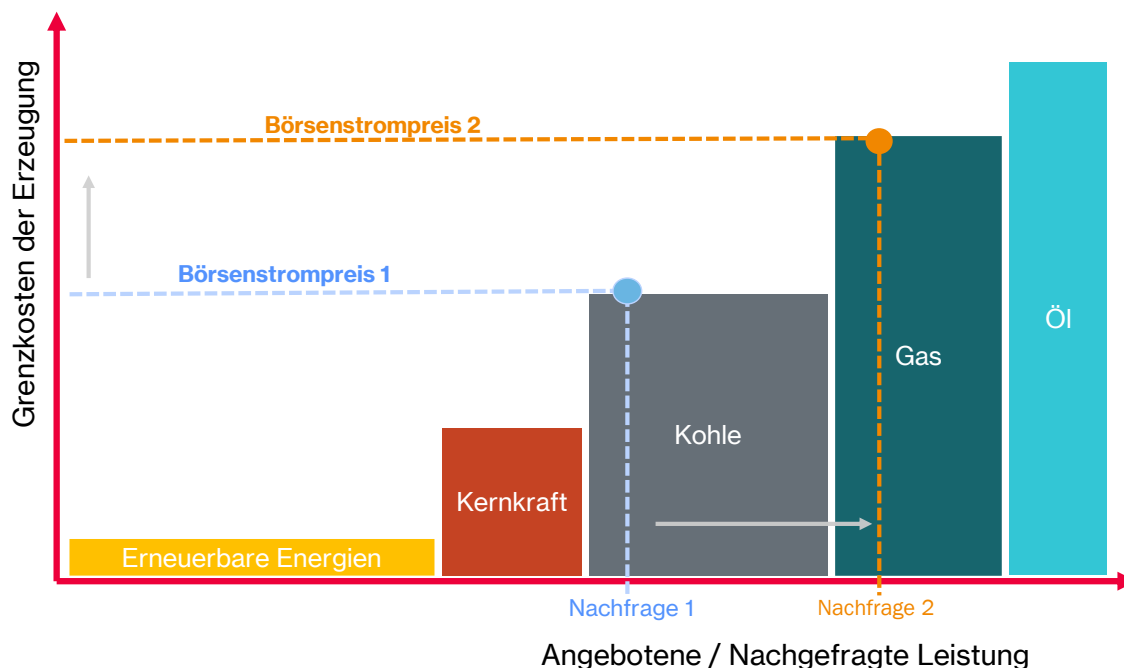 Grenzkosten der Erzeugung
Börsenstrompreis 2
Börsenstrompreis 1
Öl
Gas
Kohle
Kernkraft
Erneuerbare Energien
Nachfrage 1
Nachfrage 2
Angebotene / Nachgefragte Leistung